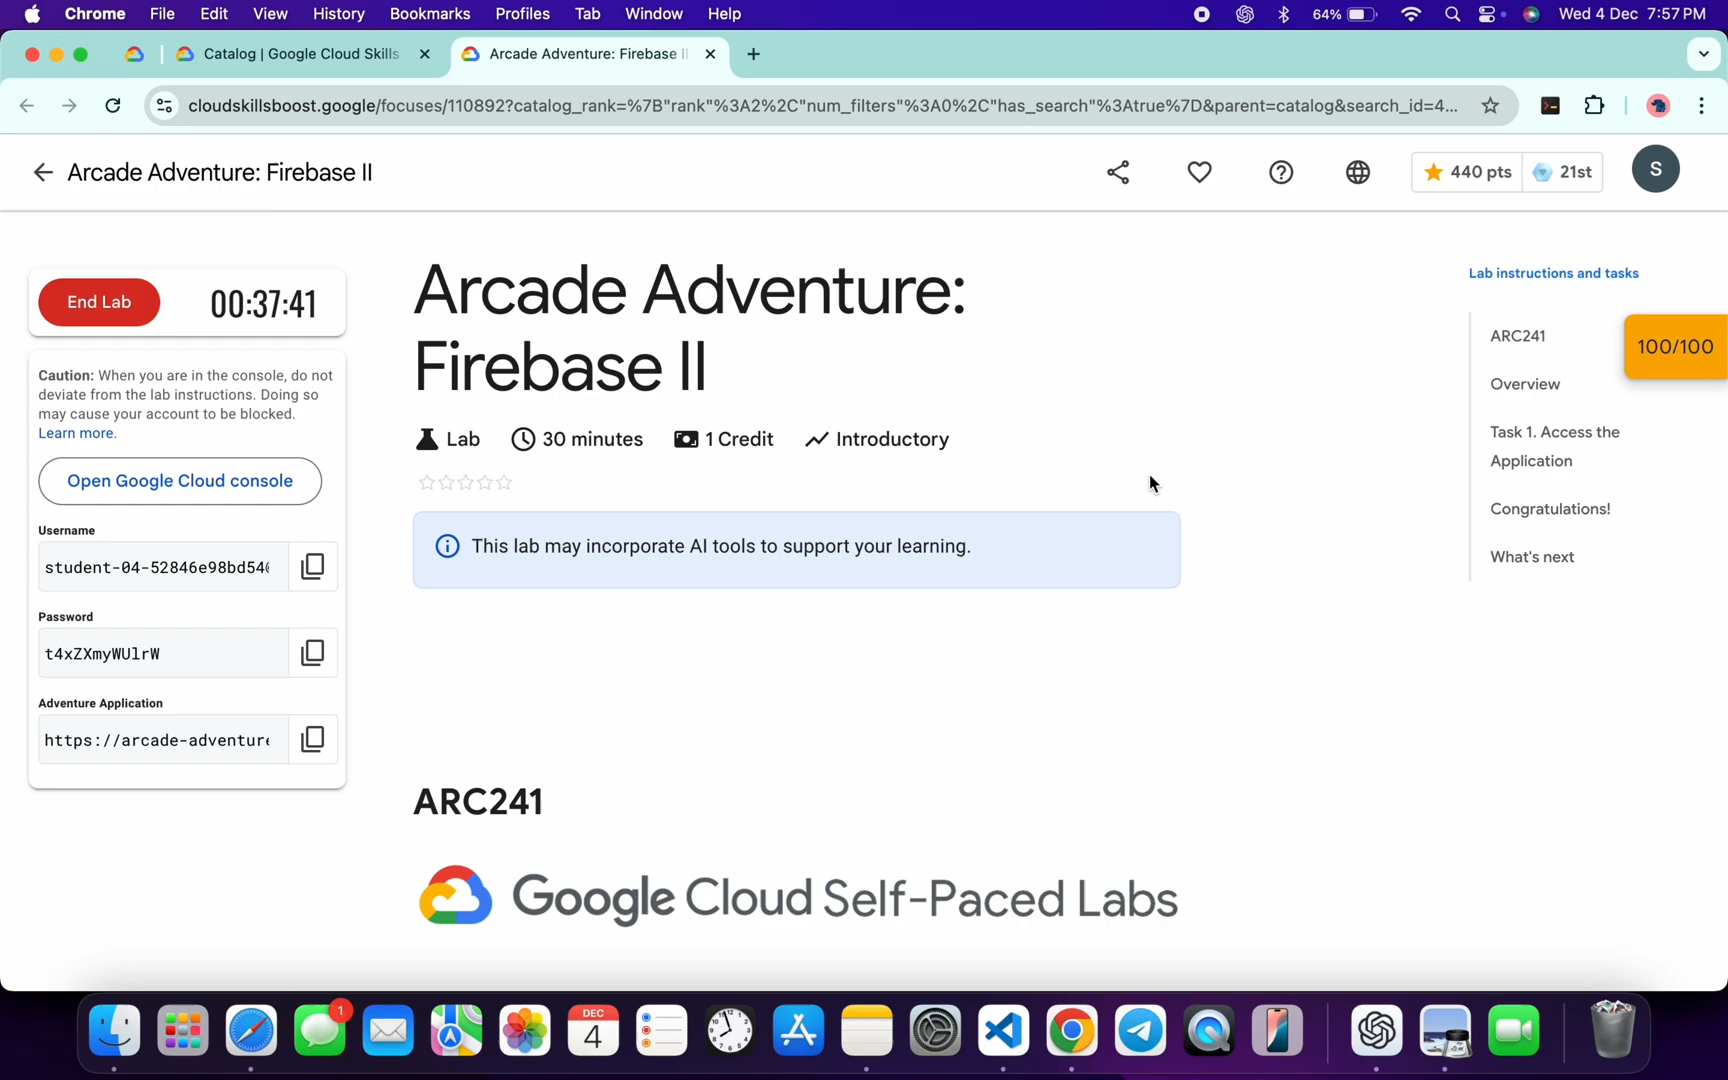 Chrome File Edit View History Bookmarks Profiles Tab Window Help 64% Wed 4 Dec 7:57 PM
Catalog | Google Cloud Skills Arcade Adventure: Firebase II
cloudskillsboost.google/focuses/110892?catalog_rank=%7B"rank"%3A2%2C"num_filters"%3A0%2C"has_search"%3Atrue%7D&parent=catalog&search_id=4...
Arcade Adventure: Firebase II 440 pts 21st S
End Lab 00:37:41
Caution: When you are in the console, do not
deviate from the lab instructions. Doing so
may cause your account to be blocked.
Learn more.
Open Google Cloud console
Username
student-04-52846e98bd540
Password
t4xZXmyWUlrW
Adventure Application
https://arcade-adventure
Arcade Adventure:
Firebase II
Lab 30 minutes 1 Credit Introductory
This lab may incorporate AI tools to support your learning.
ARC241
Google Cloud Self-Paced Labs
Lab instructions and tasks
ARC241
100/100
Overview
Task 1. Access the
Application
Congratulations!
What's next
1
DEC
4